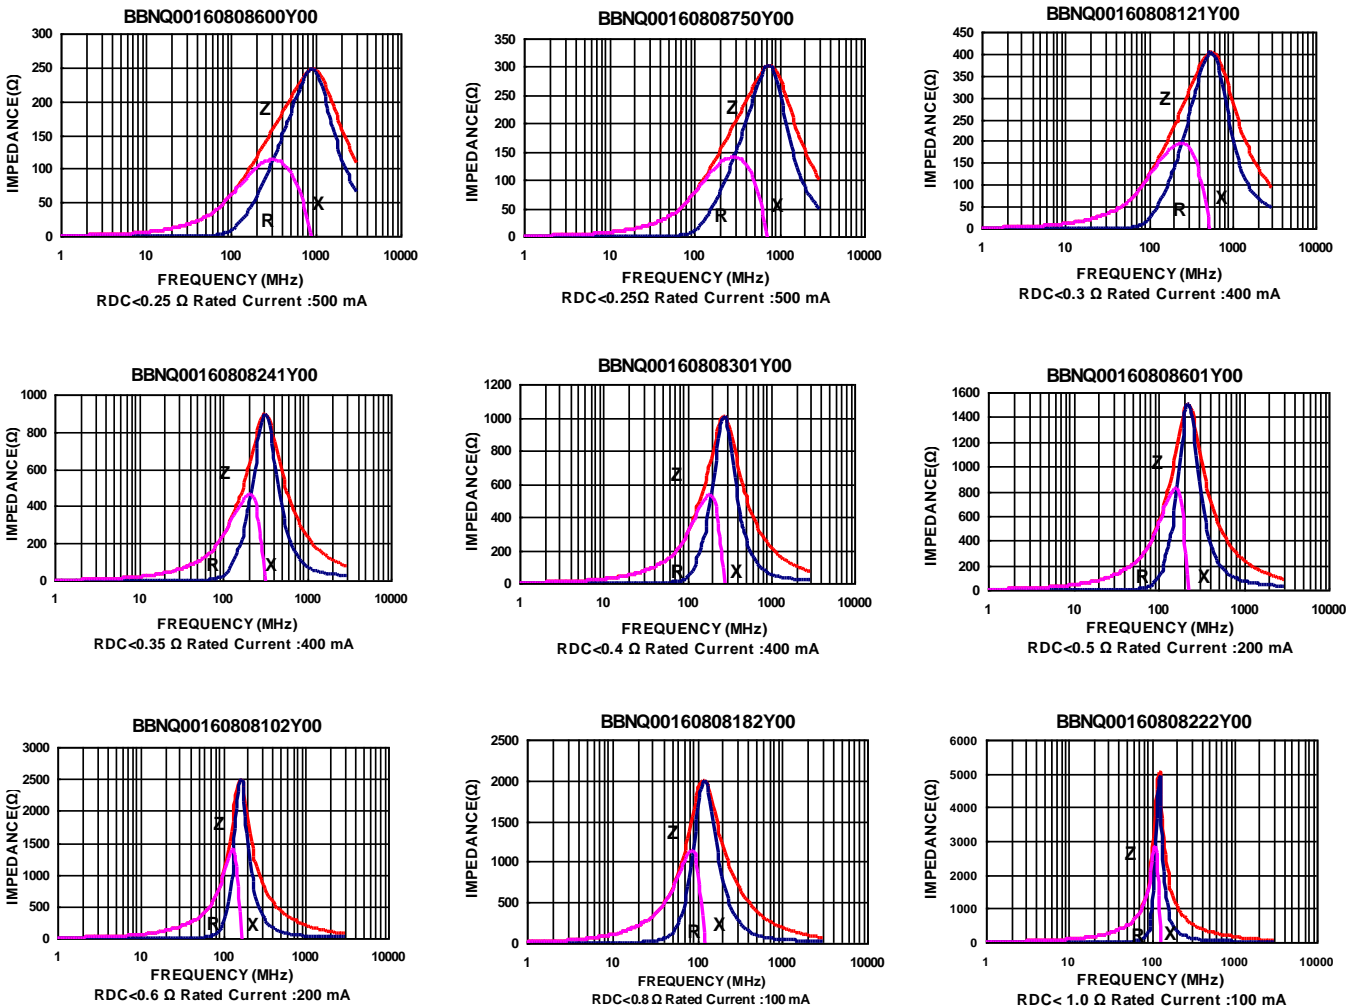 BBNQ00160808600Y00
IMPEDANCE(Ω)
300
250
200
150
100
50
0
Z
R
X
1 10 100 1000 10000
FREQUENCY (MHz)
RDC<0.25 Ω Rated Current :500 mA
BBNQ00160808750Y00
IMPEDANCE(Ω)
350
300
250
200
150
100
50
0
Z
R
X
1 10 100 1000 10000
FREQUENCY (MHz)
RDC<0.25Ω Rated Current :500 mA
BBNQ00160808121Y00
IMPEDANCE(Ω)
450
400
350
300
250
200
150
100
50
0
Z
R
X
1 10 100 1000 10000
FREQUENCY (MHz)
RDC<0.3 Ω Rated Current :400 mA
BBNQ00160808241Y00
IMPEDANCE(Ω)
1000
800
600
400
200
0
Z
R
X
1 10 100 1000 10000
FREQUENCY (MHz)
RDC<0.35 Ω Rated Current :400 mA
BBNQ00160808301Y00
IMPEDANCE(Ω)
1200
1000
800
600
400
200
0
Z
R
X
1 10 100 1000 10000
FREQUENCY (MHz)
RDC<0.4 Ω Rated Current :400 mA
BBNQ00160808601Y00
IMPEDANCE(Ω)
1600
1400
1200
1000
800
600
400
200
0
Z
R
X
1 10 100 1000 10000
FREQUENCY (MHz)
RDC<0.5 Ω Rated Current :200 mA
BBNQ00160808102Y00
IMPEDANCE(Ω)
3000
2500
2000
1500
1000
500
0
Z
R
X
1 10 100 1000 10000
FREQUENCY (MHz)
RDC<0.6 Ω Rated Current :200 mA
BBNQ00160808182Y00
IMPEDANCE(Ω)
2500
2000
1500
1000
500
0
Z
R
X
1 10 100 1000 10000
FREQUENCY (MHz)
RDC<0.8 Ω Rated Current :100 mA
BBNQ00160808222Y00
IMPEDANCE(Ω)
6000
5000
4000
3000
2000
1000
0
Z
R
X
1 10 100 1000 10000
FREQUENCY (MHz)
RDC< 1.0 Ω Rated Current :100 mA